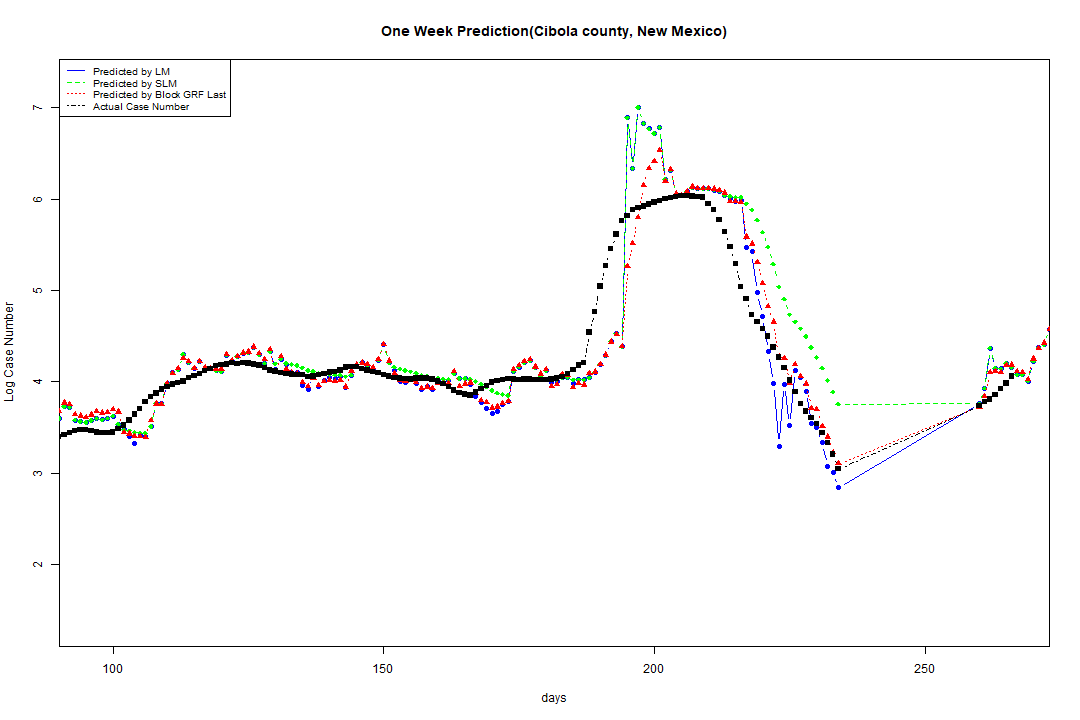 One Week Prediction(Cibola county, New Mexico)
Predicted by LM
Predicted by SLM
Predicted by Block GRF Last
Actual Case Number
Log Case Number
7
6
5
4
3
2
100 150 200 250
days